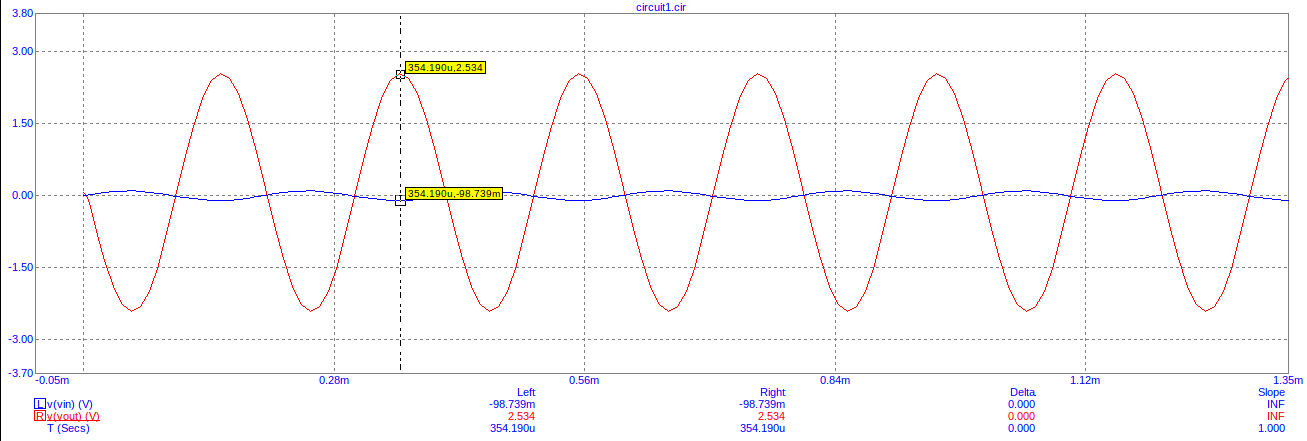 circuit1.cir
3.80
3.00
354.190u,2.534
1.50
0.00
354.190u,-98.739m
-1.50
-3.00
-3.70
-0.05m 0.28m 0.56m 0.84m 1.12m 1.35m
Left Right Delta Slope
L v(vin) (V) -98.739m -98.739m 0.000 INF
R v(vout) (V) 2.534 2.534 0.000 INF
T (Secs) 354.190u 354.190u 0.000 1.000